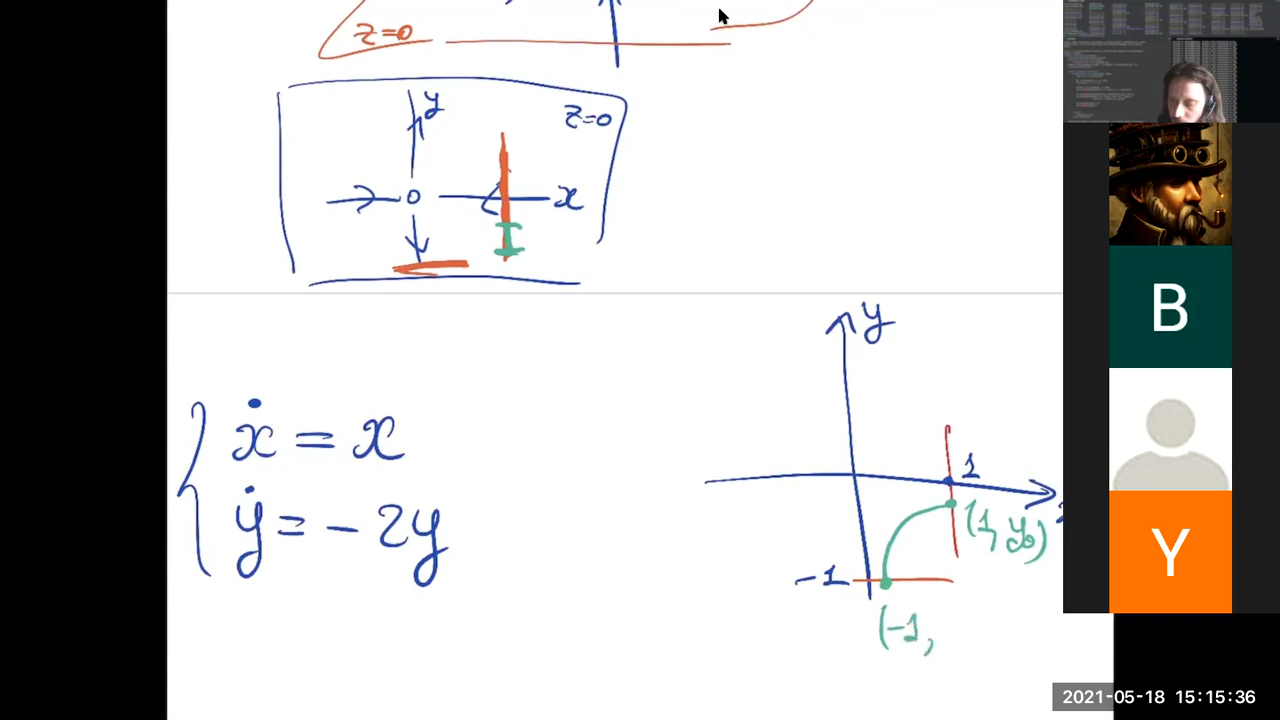 z=0
y
z=0
0
x
y
ẋ = x
1
ẏ = - 2y
(1, y₀)
-1
(-1,
B
Y
2021-05-18 15:15:36